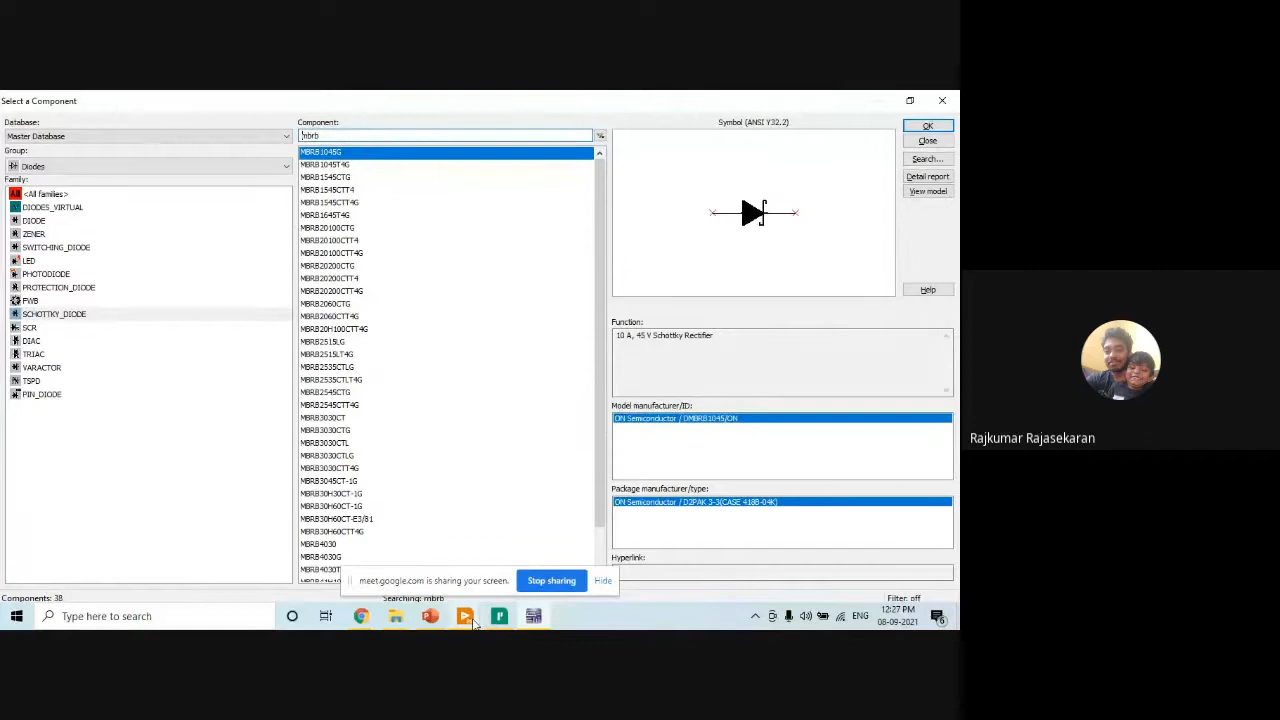 Select a Component
Database:
Master Database
Group:
Diodes
Family:
All <All families>
DIODES_VIRTUAL
DIODE
ZENER
SWITCHING_DIODE
LED
PHOTODIODE
PROTECTION_DIODE
FWB
SCHOTTKY_DIODE
SCR
DIAC
TRIAC
VARACTOR
TSPD
PIN_DIODE
Components: 38
Component:
mbrb
MBRB1045G
MBRB1045T4G
MBRB1545CTG
MBRB1545CTT4
MBRB1545CTT4G
MBRB1645T4G
MBRB20100CTG
MBRB20100CTT4
MBRB20100CTT4G
MBRB20200CTG
MBRB20200CTT4
MBRB20200CTT4G
MBRB2060CTG
MBRB2060CTT4G
MBRB20H100CTT4G
MBRB2515LG
MBRB2515LT4G
MBRB2535CTLG
MBRB2535CTLT4G
MBRB2545CTG
MBRB2545CTT4G
MBRB3030CT
MBRB3030CTG
MBRB3030CTL
MBRB3030CTLG
MBRB3030CTT4G
MBRB3045CT-1G
MBRB30H30CT-1G
MBRB30H60CT-1G
MBRB30H60CT-E3/81
MBRB30H60CTT4G
MBRB4030
MBRB4030G
Searching: mbrb
Symbol (ANSI Y32.2)
Function:
10 A, 45 V Schottky Rectifier
Model manufacturer/ID:
ON Semiconductor / DMBRB1045/ON
Package manufacturer/type:
ON Semiconductor / D2PAK 3-3(CASE 418B-04K)
Hyperlink:
Filter: off
OK
Close
Search...
Detail report
View model
Help
meet.google.com is sharing your screen.
Stop sharing
Hide
Type here to search
ENG
12:27 PM
08-09-2021
6
Rajkumar Rajasekaran